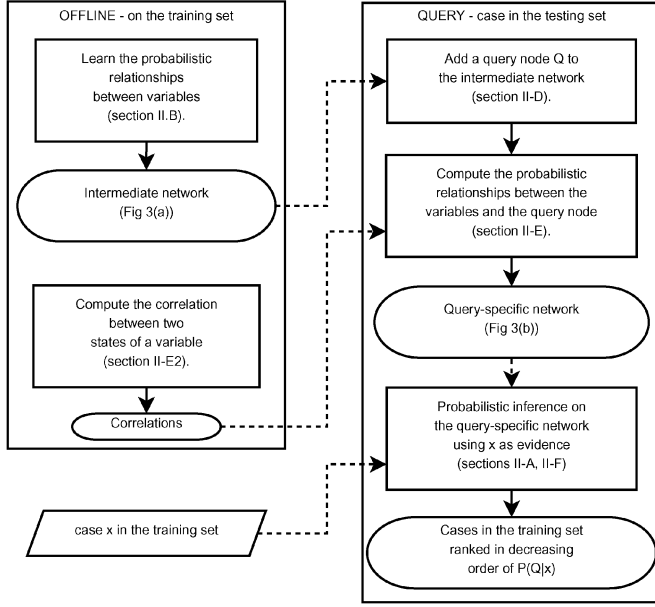 OFFLINE - on the training set
Learn the probabilistic
relationships
between variables
(section II.B).
Intermediate network
(Fig 3(a))
Compute the correlation
between two
states of a variable
(section II-E2).
Correlations
case x in the training set
QUERY - case in the testing set
Add a query node Q to
the intermediate network
(section II-D).
Compute the probabilistic
relationships between the
variables and the query node
(section II-E).
Query-specific network
(Fig 3(b))
Probabilistic inference on
the query-specific network
using x as evidence
(sections II-A, II-F)
Cases in the training set
ranked in decreasing
order of P(Q|x)